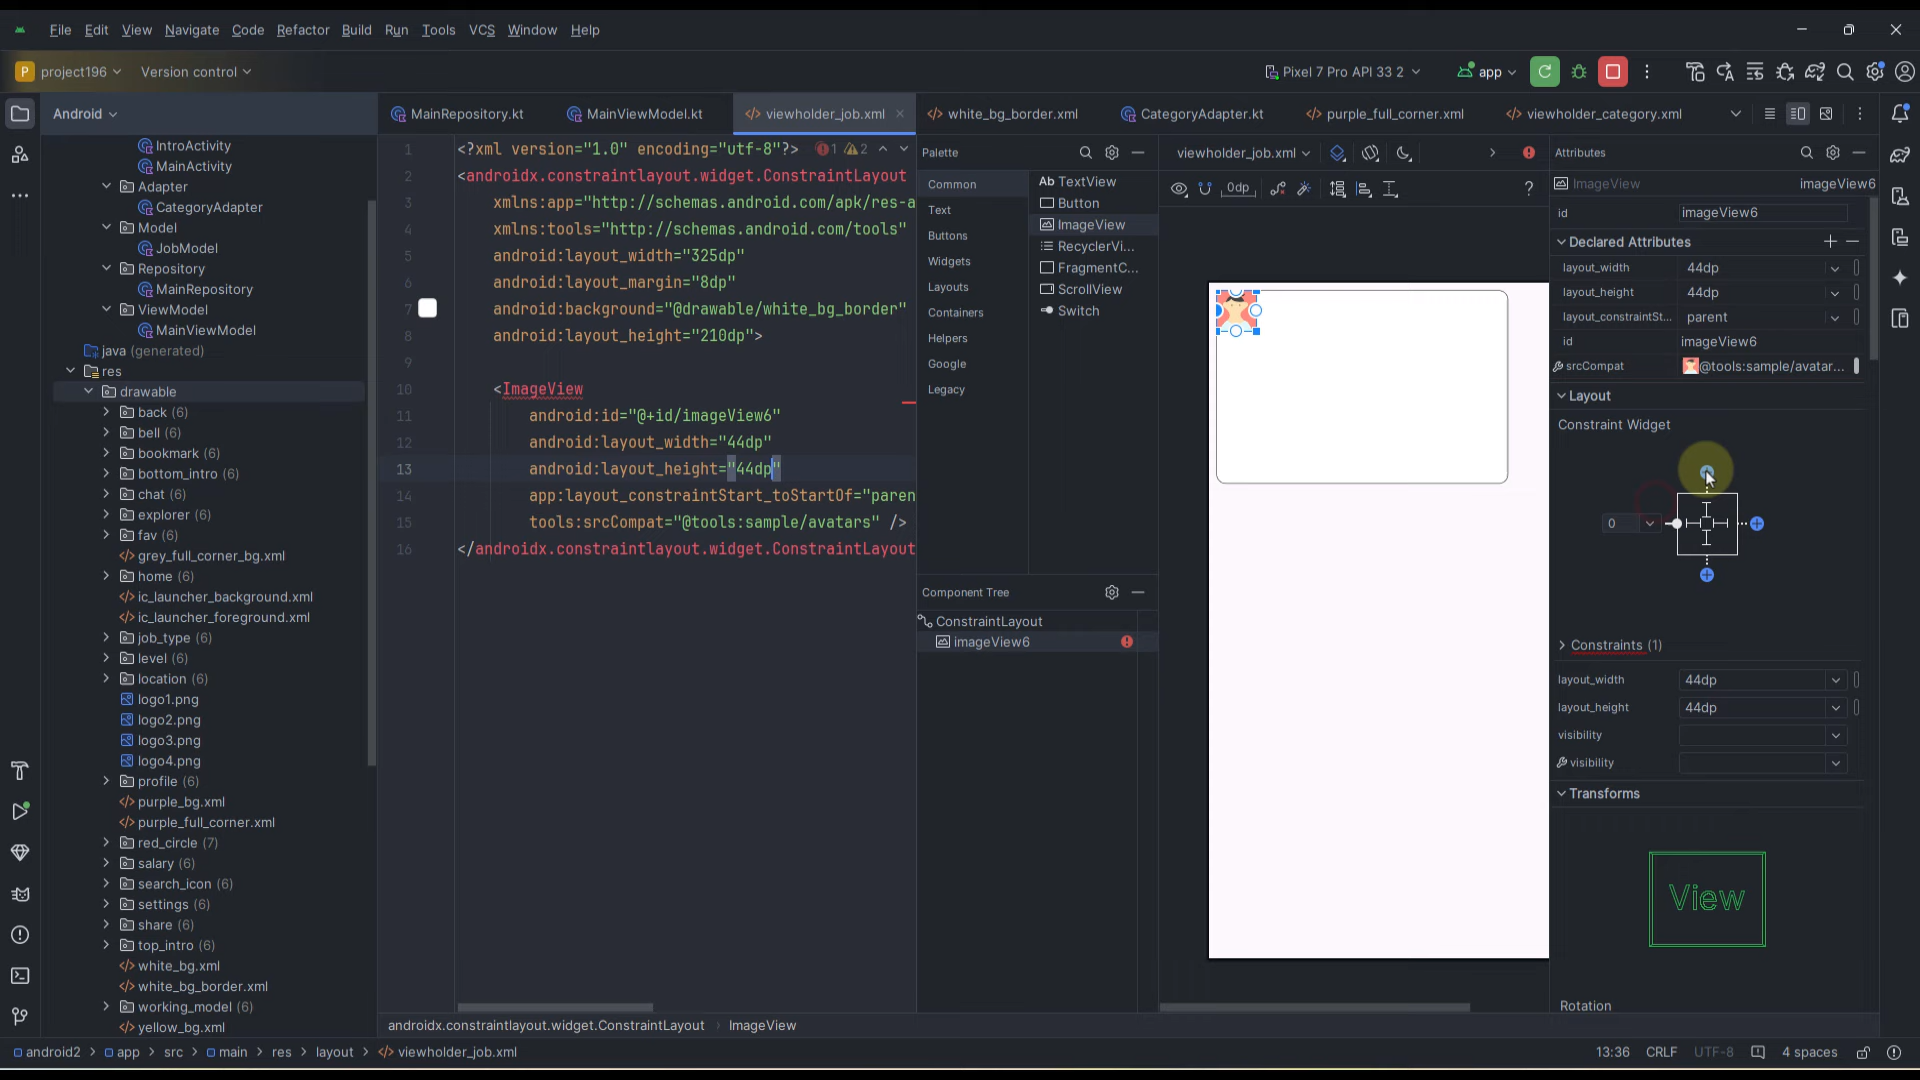 File Edit View Navigate Code Refactor Build Run Tools VCS Window Help
P project196 Version control Pixel 7 Pro API 33 2 app
Android
IntroActivity
MainActivity
Adapter
CategoryAdapter
Model
JobModel
Repository
MainRepository
ViewModel
MainViewModel
java (generated)
res
drawable
back (6)
bell (6)
bookmark (6)
bottom_intro (6)
chat (6)
explorer (6)
fav (6)
grey_full_corner_bg.xml
home (6)
ic_launcher_background.xml
ic_launcher_foreground.xml
job_type (6)
level (6)
location (6)
logo1.png
logo2.png
logo3.png
logo4.png
profile (6)
purple_bg.xml
purple_full_corner.xml
red_circle (7)
salary (6)
search_icon (6)
settings (6)
share (6)
top_intro (6)
white_bg.xml
white_bg_border.xml
working_model (6)
yellow_bg.xml
MainRepository.kt MainViewModel.kt viewholder_job.xml white_bg_border.xml CategoryAdapter.kt purple_full_corner.xml viewholder_category.xml
1 <?xml version="1.0" encoding="utf-8"?> 1 2
2 <androidx.constraintlayout.widget.ConstraintLayout
3 xmlns:app="http://schemas.android.com/apk/res-a
4 xmlns:tools="http://schemas.android.com/tools"
5 android:layout_width="325dp"
6 android:layout_margin="8dp"
7 android:background="@drawable/white_bg_border"
8 android:layout_height="210dp">
9
10 <ImageView
11 android:id="@+id/imageView6"
12 android:layout_width="44dp"
13 android:layout_height="44dp"
14 app:layout_constraintStart_toStartOf="paren
15 tools:srcCompat="@tools:sample/avatars" />
16 </androidx.constraintlayout.widget.ConstraintLayout
androidx.constraintlayout.widget.ConstraintLayout ImageView
Palette
Common
Text
Buttons
Widgets
Layouts
Containers
Helpers
Google
Legacy
Ab TextView
Button
ImageView
RecyclerVi...
FragmentC...
ScrollView
Switch
Component Tree
ConstraintLayout
imageView6
viewholder_job.xml
0dp ?
Attributes
ImageView imageView6
id imageView6
Declared Attributes
layout_width 44dp
layout_height 44dp
layout_constraintSt... parent
id imageView6
srcCompat @tools:sample/avatar...
Layout
Constraint Widget
0
Constraints (1)
layout_width 44dp
layout_height 44dp
visibility
visibility
Transforms
View
Rotation
android2 > app > src > main > res > layout > viewholder_job.xml 13:36 CRLF UTF-8 4 spaces